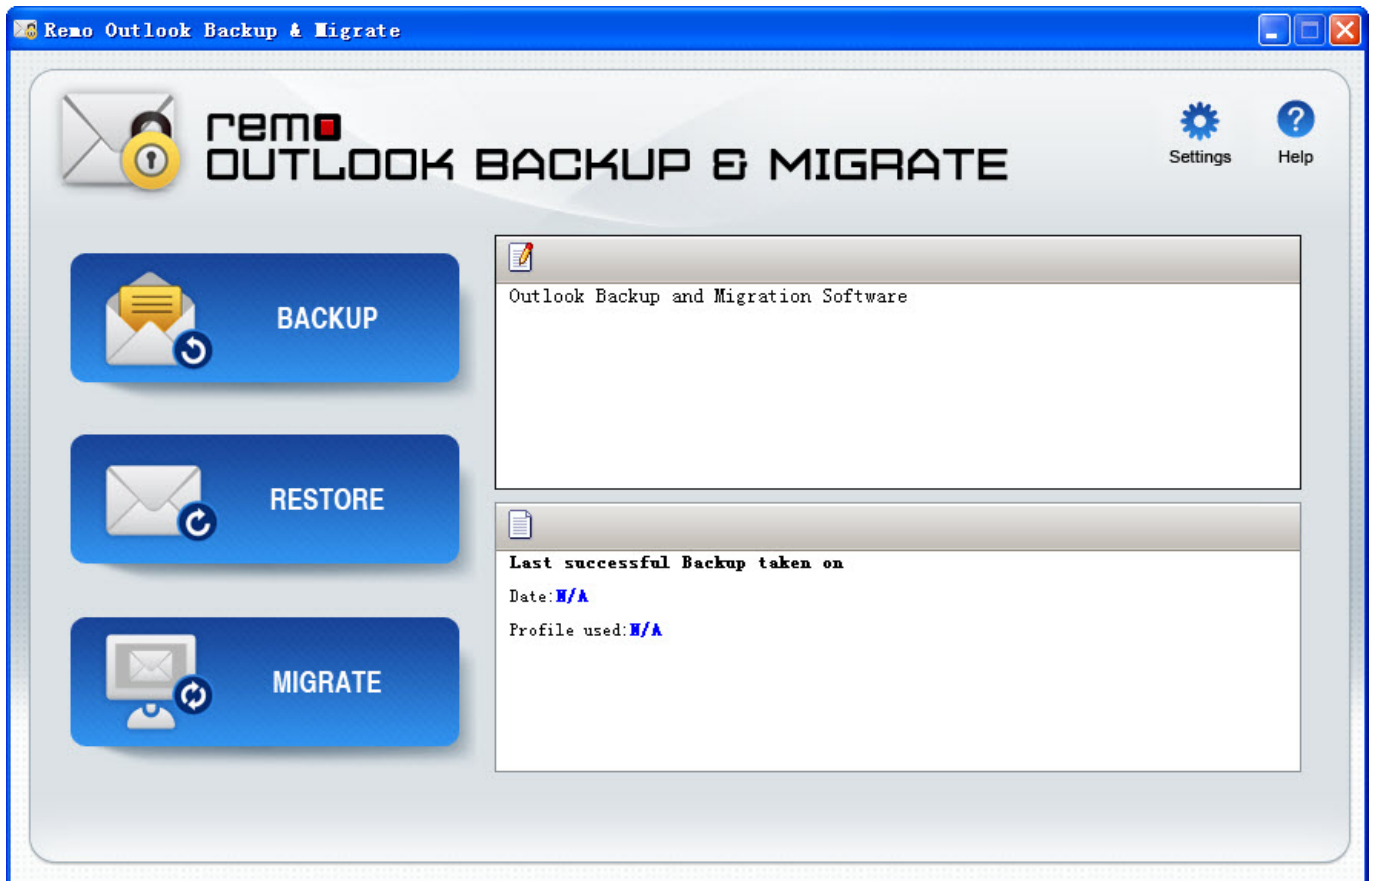 Remo Outlook Backup & Migrate
remo
OUTLOOK BACKUP & MIGRATE
Settings
Help
BACKUP
Outlook Backup and Migration Software
RESTORE
Last successful Backup taken on
Date:N/A
Profile used:N/A
MIGRATE